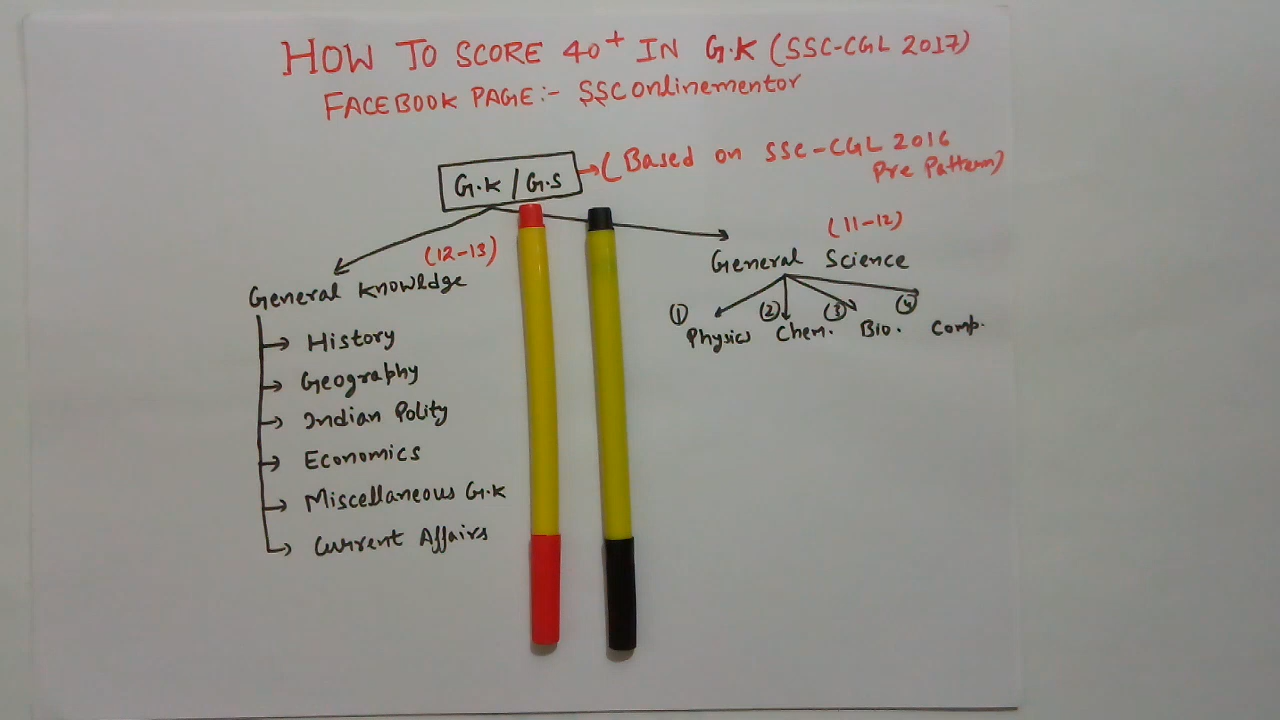 HOW TO SCORE 40+ IN G.K (SSC-CGL 2017)
FACEBOOK PAGE:- SSConlinementor
G.K / G.S
(Based on SSC-CGL 2016
Pre Pattern)
(12-13)
General Knowldge
History
Geography
Indian Polity
Economics
Miscellaneous G.K
Current Affairs
(11-12)
General Science
(1) (2) (3) (4)
Physics Chem. Bio. Comp.